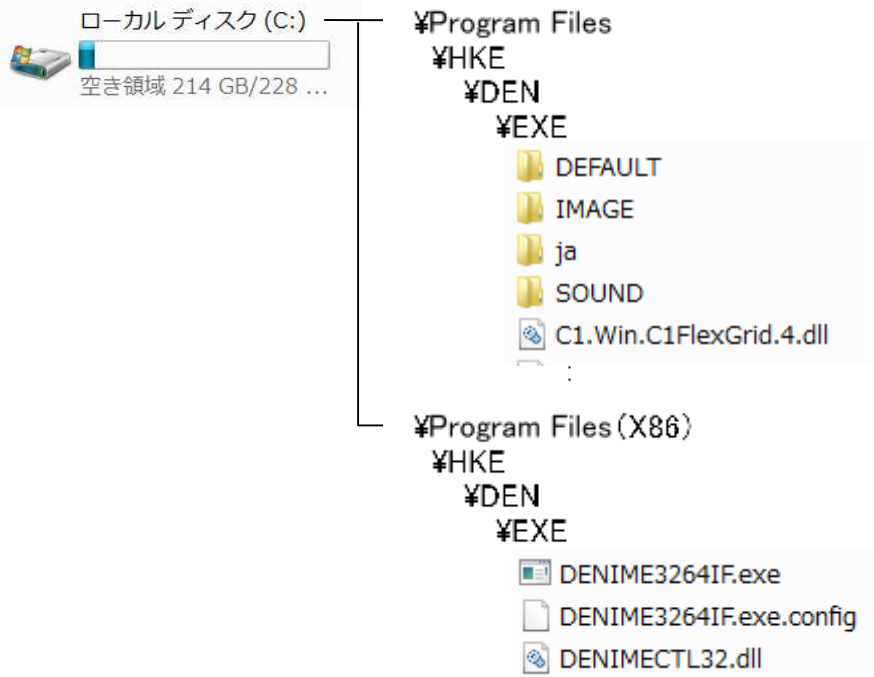 ローカル ディスク (C:)
空き領域 214 GB/228 ...
¥Program Files
¥HKE
¥DEN
¥EXE
DEFAULT
IMAGE
ja
SOUND
C1.Win.C1FlexGrid.4.dll
:
¥Program Files(X86)
¥HKE
¥DEN
¥EXE
DENIME3264IF.exe
DENIME3264IF.exe.config
DENIMECTL32.dll